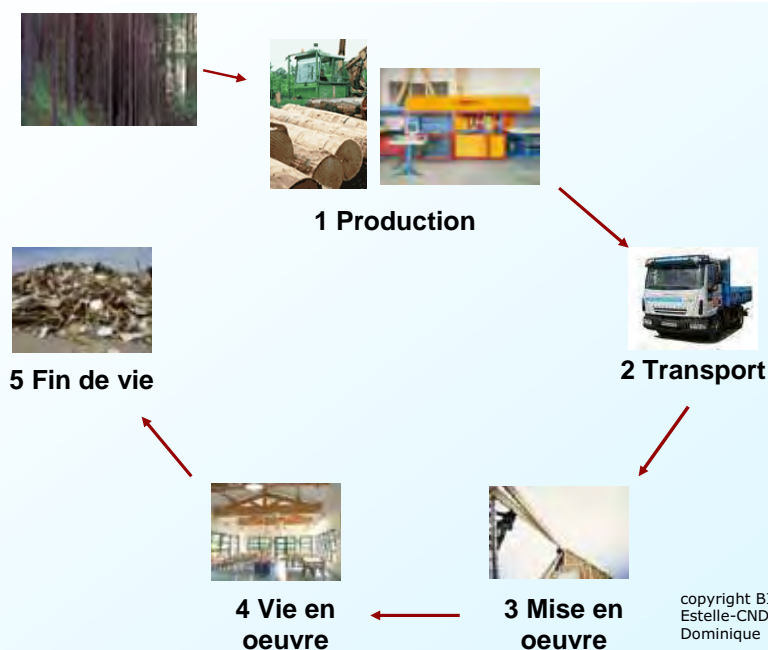 1 Production
2 Transport
5 Fin de vie
4 Vie en
oeuvre
3 Mise en
oeuvre
copyright
Estelle-CND
Dominique